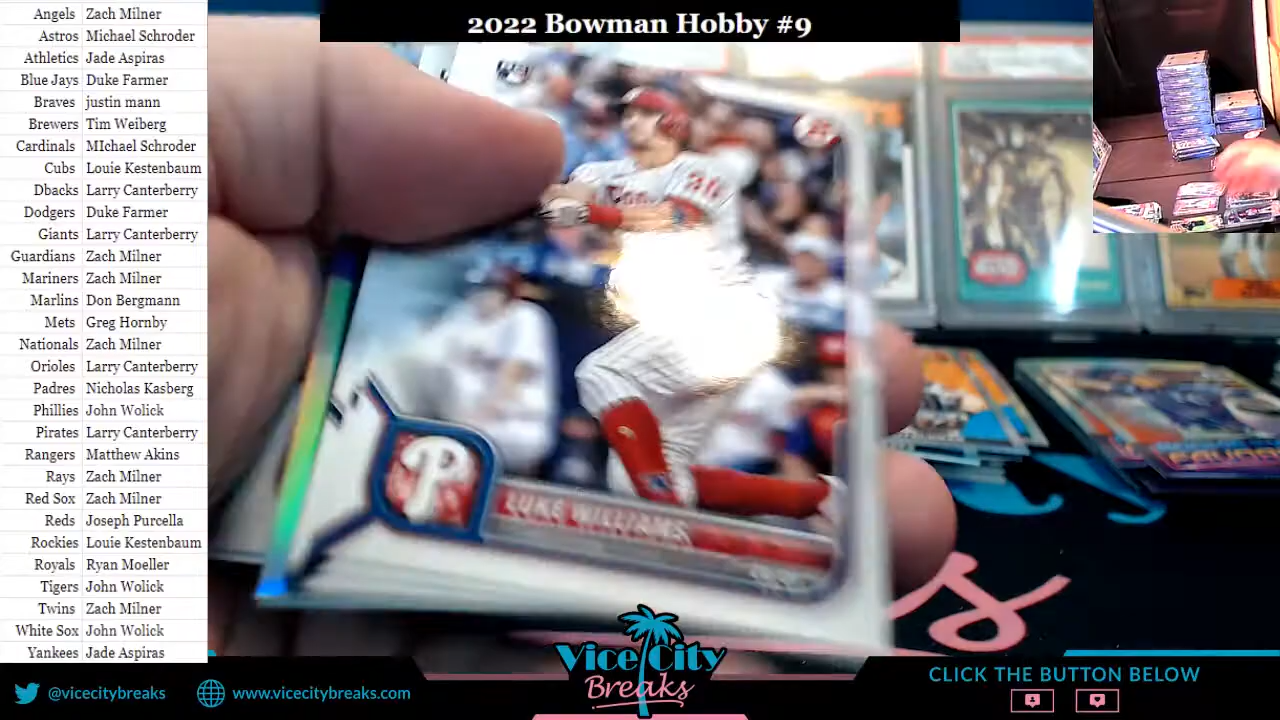 2022 Bowman Hobby #9
Angels Zach Milner
Astros Michael Schroder
Athletics Jade Aspiras
Blue Jays Duke Farmer
Braves justin mann
Brewers Tim Weiberg
Cardinals MIchael Schroder
Cubs Louie Kestenbaum
Dbacks Larry Canterberry
Dodgers Duke Farmer
Giants Larry Canterberry
Guardians Zach Milner
Mariners Zach Milner
Marlins Don Bergmann
Mets Greg Hornby
Nationals Zach Milner
Orioles Larry Canterberry
Padres Nicholas Kasberg
Phillies John Wolick
Pirates Larry Canterberry
Rangers Matthew Akins
Rays Zach Milner
Red Sox Zach Milner
Reds Joseph Purcella
Rockies Louie Kestenbaum
Royals Ryan Moeller
Tigers John Wolick
Twins Zach Milner
White Sox John Wolick
Yankees Jade Aspiras
P
LUKE WILLIAMS
Vice City
Breaks
@vicecitybreaks
www.vicecitybreaks.com
CLICK THE BUTTON BELOW